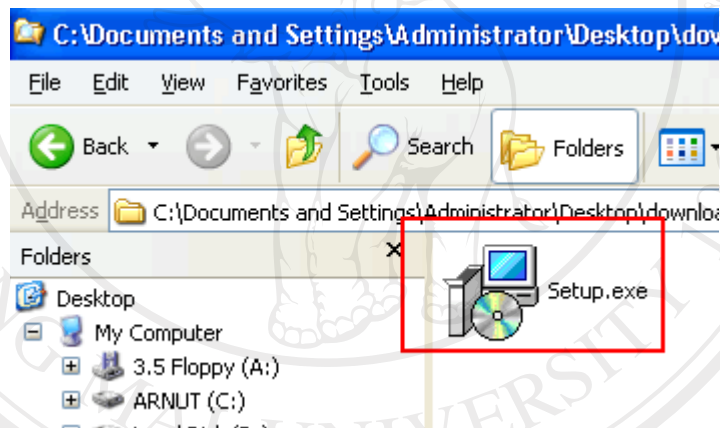 C:\Documents and Settings\Administrator\Desktop\dow
File Edit View Favorites Tools Help
Back Search Folders
Address C:\Documents and Settings\Administrator\Desktop\downloa
Folders
Setup.exe
Desktop
My Computer
3.5 Floppy (A:)
ARNUT (C:)